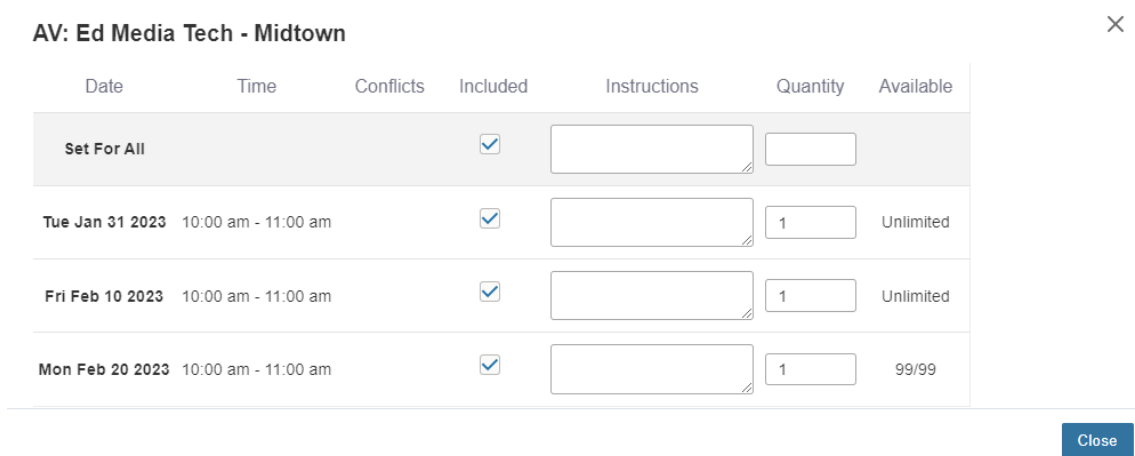 AV: Ed Media Tech - Midtown
Date Time Conflicts Included Instructions Quantity Available
Set For All
Tue Jan 31 2023 10:00 am - 11:00 am 1 Unlimited
Fri Feb 10 2023 10:00 am - 11:00 am 1 Unlimited
Mon Feb 20 2023 10:00 am - 11:00 am 1 99/99
Close